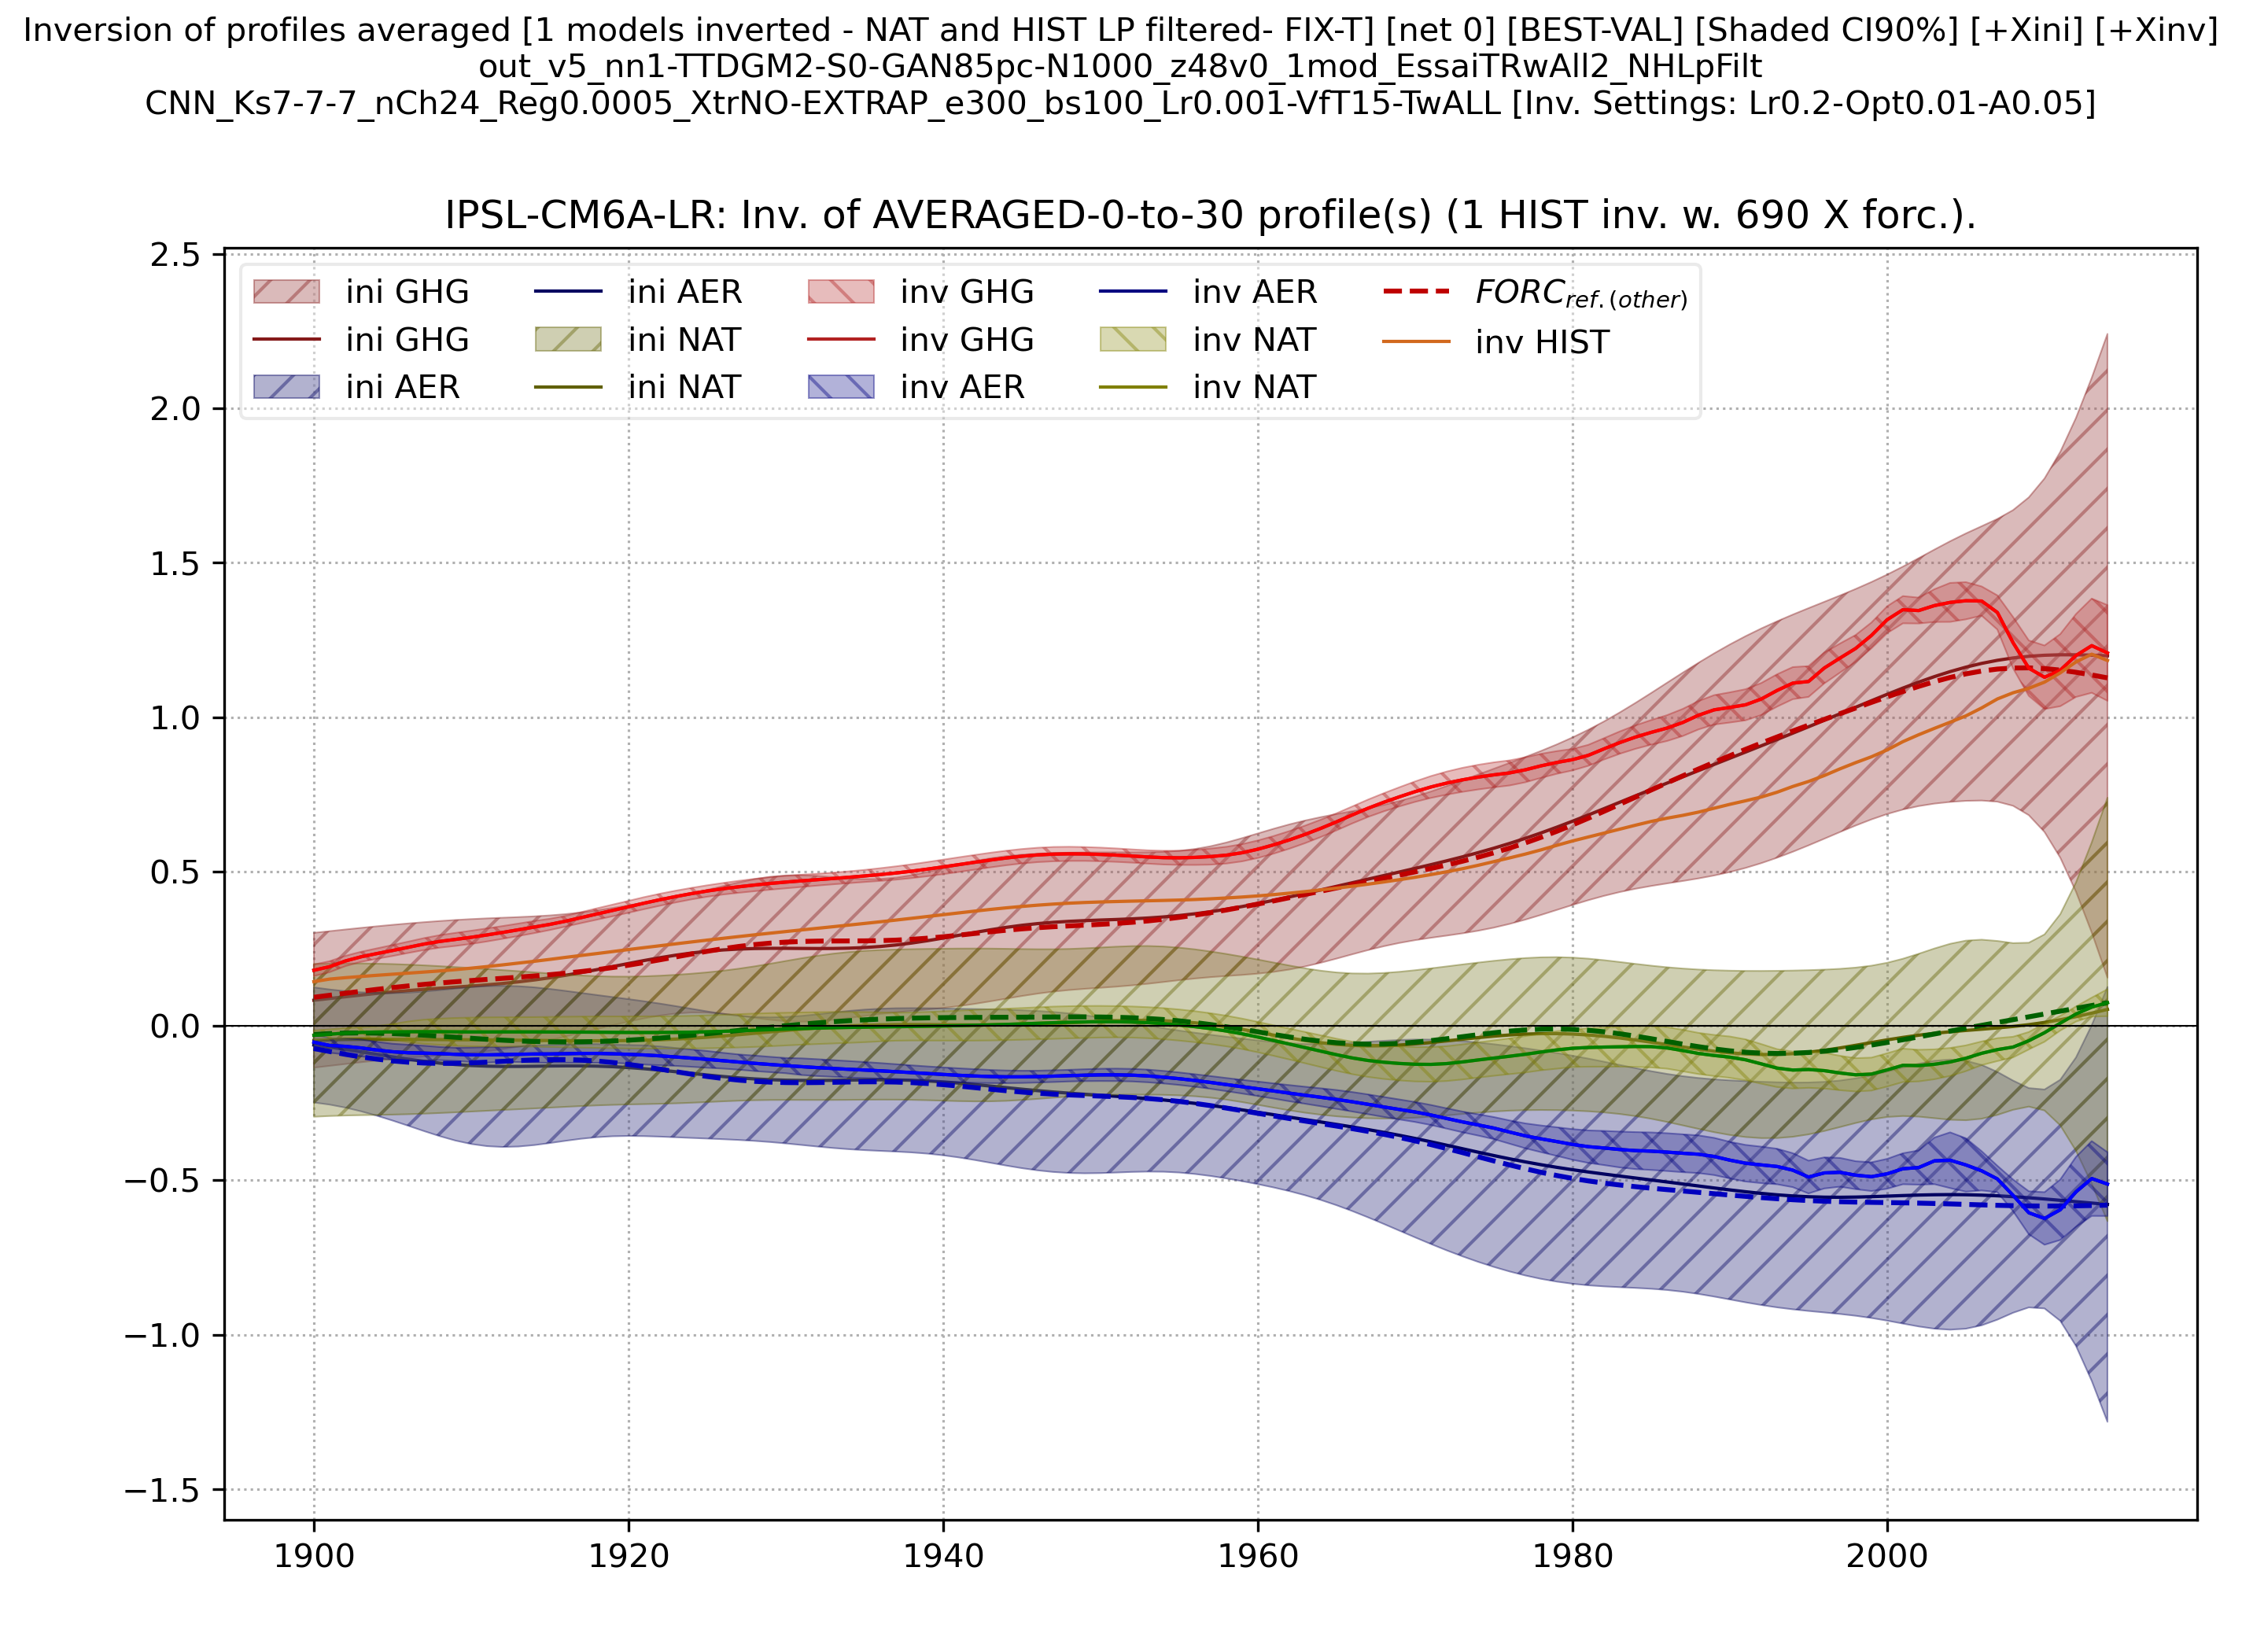 Inversion of profiles averaged [1 models inverted - NAT and HIST LP filtered- FIX-T] [net 0] [BEST-VAL] [Shaded CI90%] [+Xini] [+Xinv]
out_v5_nn1-TTDGM2-S0-GAN85pc-N1000_z48v0_1mod_EssaiTRwAll2_NHLpFilt
CNN_Ks7-7-7_nCh24_Reg0.0005_XtrNO-EXTRAP_e300_bs100_Lr0.001-VfT15-TwALL [Inv. Settings: Lr0.2-Opt0.01-A0.05]
IPSL-CM6A-LR: Inv. of AVERAGED-0-to-30 profile(s) (1 HIST inv. w. 690 X forc.).
ini GHG
ini GHG
ini AER
ini AER
ini NAT
ini NAT
inv GHG
inv GHG
inv AER
inv AER
inv NAT
inv NAT
FORC ref.(other)
inv HIST
2.5
2.0
1.5
1.0
0.5
0.0
−0.5
−1.0
−1.5
1900 1920 1940 1960 1980 2000